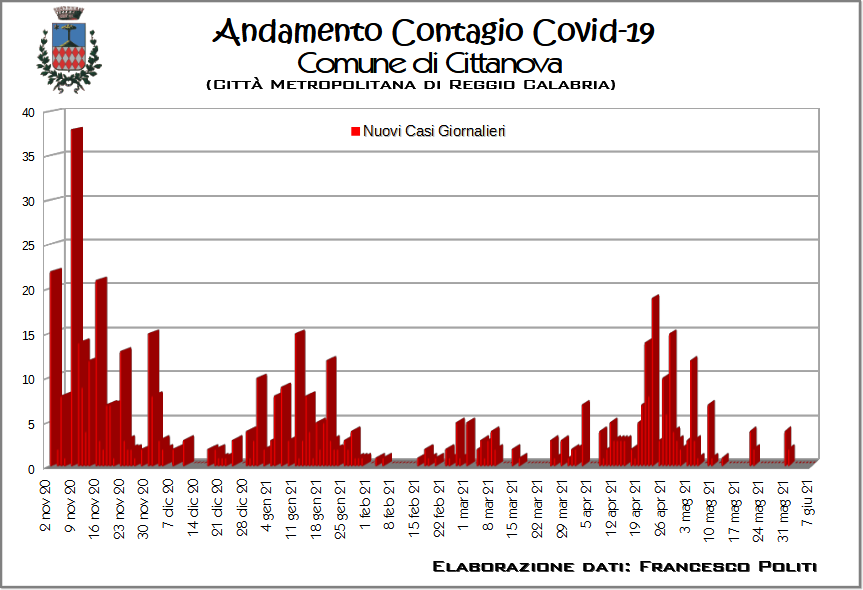 Andamento Contagio Covid-19
Comune di Cittanova
(Città Metropolitana di Reggio Calabria)
Nuovi Casi Giornalieri
40
35
30
25
20
15
10
5
0
2 nov 20
9 nov 20
16 nov 20
23 nov 20
30 nov 20
7 dic 20
14 dic 20
21 dic 20
28 dic 20
4 gen 21
11 gen 21
18 gen 21
25 gen 21
1 feb 21
8 feb 21
15 feb 21
22 feb 21
1 mar 21
8 mar 21
15 mar 21
22 mar 21
29 mar 21
5 apr 21
12 apr 21
19 apr 21
26 apr 21
3 mag 21
10 mag 21
17 mag 21
24 mag 21
31 mag 21
7 giu 21
Elaborazione dati: Francesco Politi